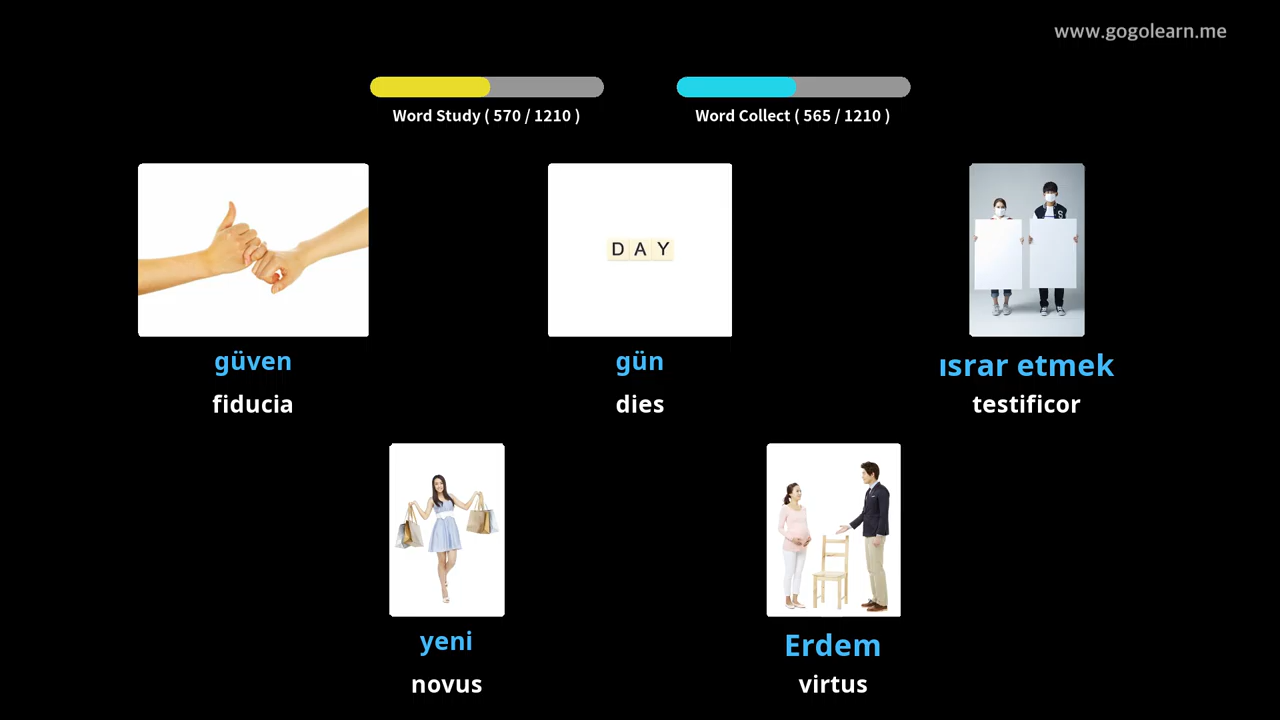 www.gogolearn.me
Word Study ( 570 / 1210 )
Word Collect ( 565 / 1210 )
DAY
S
güven
gün
ısrar etmek
fiducia
dies
testificor
yeni
Erdem
novus
virtus